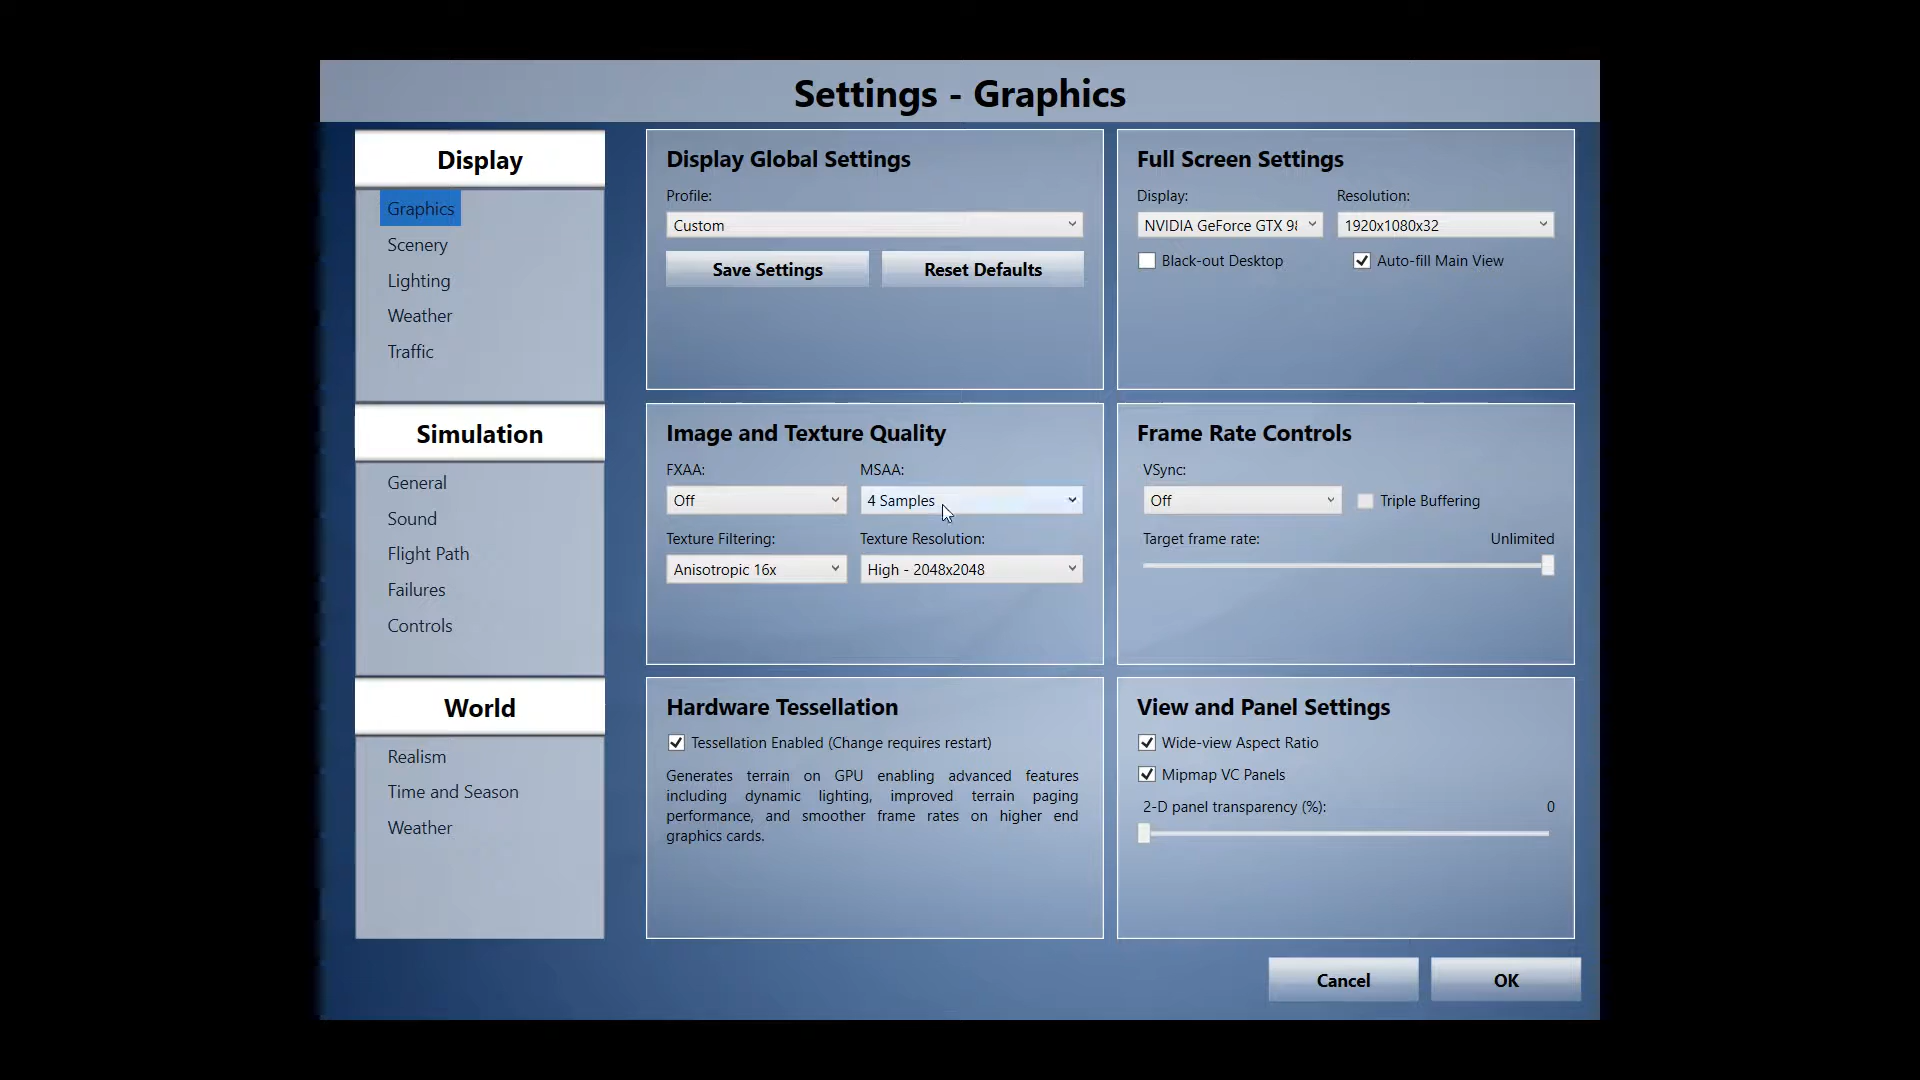 Settings - Graphics
Display
Graphics
Scenery
Lighting
Weather
Traffic
Simulation
General
Sound
Flight Path
Failures
Controls
World
Realism
Time and Season
Weather
Display Global Settings
Profile:
Custom
Save Settings
Reset Defaults
Full Screen Settings
Display:
Resolution:
NVIDIA GeForce GTX
1920x1080x32
Black-out Desktop
Auto-fill Main View
Image and Texture Quality
FXAA:
MSAA:
Off
4 Samples
Texture Filtering:
Texture Resolution:
Anisotropic 16x
High - 2048x2048
Frame Rate Controls
VSync:
Off
Triple Buffering
Target frame rate:
Unlimited
Hardware Tessellation
Tessellation Enabled (Change requires restart)
Generates terrain on GPU enabling advanced features
including dynamic lighting, improved terrain paging
performance, and smoother frame rates on higher end
graphics cards.
View and Panel Settings
Wide-view Aspect Ratio
Mipmap VC Panels
2-D panel transparency (%):
0
Cancel
OK